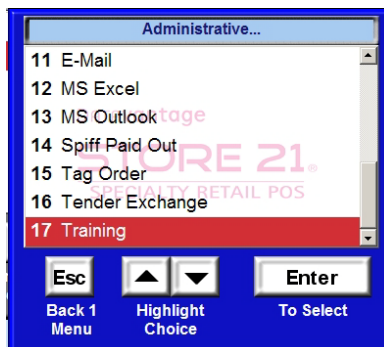 Administrative...
11 E-Mail
12 MS Excel
13 MS Outlook
14 Spiff Paid Out
STORE 21®
15 Tag Order
SPECIALTY RETAIL POS
16 Tender Exchange
17 Training
Esc
Enter
Back 1 Menu
Highlight Choice
To Select